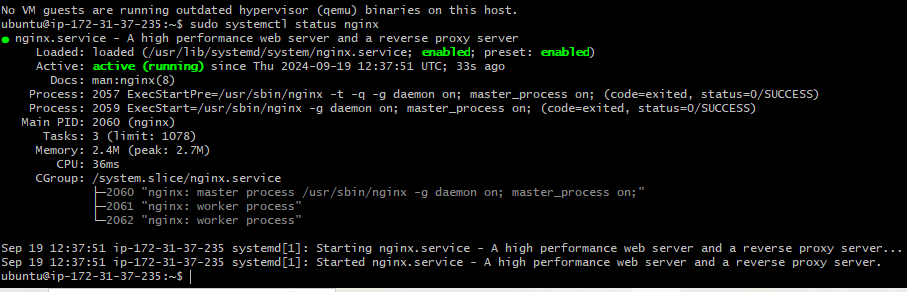 No VM guests are running outdated hypervisor (qemu) binaries on this host.
ubuntu@ip-172-31-37-235:~$ sudo systemctl status nginx
● nginx.service - A high performance web server and a reverse proxy server
Loaded: loaded (/usr/lib/systemd/system/nginx.service; enabled; preset: enabled)
Active: active (running) since Thu 2024-09-19 12:37:51 UTC; 33s ago
Docs: man:nginx(8)
Process: 2057 ExecStartPre=/usr/sbin/nginx -t -q -g daemon on; master_process on; (code=exited, status=0/SUCCESS)
Process: 2059 ExecStart=/usr/sbin/nginx -g daemon on; master_process on; (code=exited, status=0/SUCCESS)
Main PID: 2060 (nginx)
Tasks: 3 (limit: 1078)
Memory: 2.4M (peak: 2.7M)
CPU: 36ms
CGroup: /system.slice/nginx.service
├─2060 "nginx: master process /usr/sbin/nginx -g daemon on; master_process on;"
├─2061 "nginx: worker process"
└─2062 "nginx: worker process"
Sep 19 12:37:51 ip-172-31-37-235 systemd[1]: Starting nginx.service - A high performance web server and a reverse proxy server...
Sep 19 12:37:51 ip-172-31-37-235 systemd[1]: Started nginx.service - A high performance web server and a reverse proxy server.
ubuntu@ip-172-31-37-235:~$